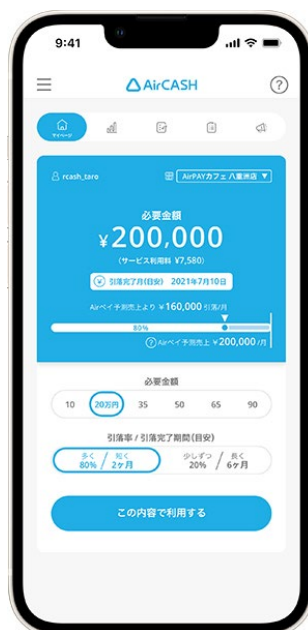 9:41
AirCASH
?
マイページ
rcash_taro
AirPAYカフェ 八重洲店 ▼
必要金額
¥200,000
(サービス利用料 ¥7,580)
¥ 引落完了月(目安) 2021年7月10日
Airペイ予測売上より ¥160,000 引落/月
80%
? Airペイ予測売上 ¥200,000 /月
必要金額
10 20万円 35 50 65 90
引落率 / 引落完了期間(目安)
多く 80% / 短く 2ヶ月
少しずつ 20% / 長く 6ヶ月
この内容で利用する